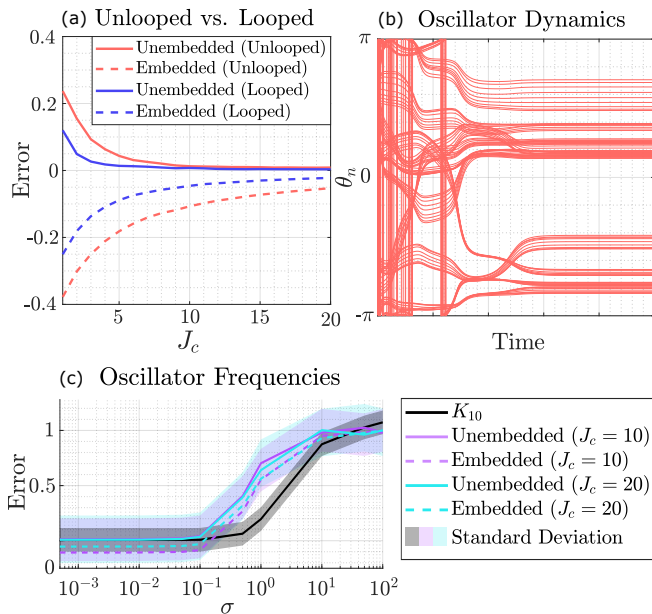 (a) Unlooped vs. Looped
0.4
0.2
0
-0.2
-0.4
Error
Unembedded (Unlooped)
Embedded (Unlooped)
Unembedded (Looped)
Embedded (Looped)
5
10
15
20
J_c
(b) Oscillator Dynamics
π
0
-π
θ_n
Time
(c) Oscillator Frequencies
1
0.5
0
Error
10^-3
10^-2
10^-1
10^0
10^1
10^2
σ
K_10
Unembedded (J_c = 10)
Embedded (J_c = 10)
Unembedded (J_c = 20)
Embedded (J_c = 20)
Standard Deviation